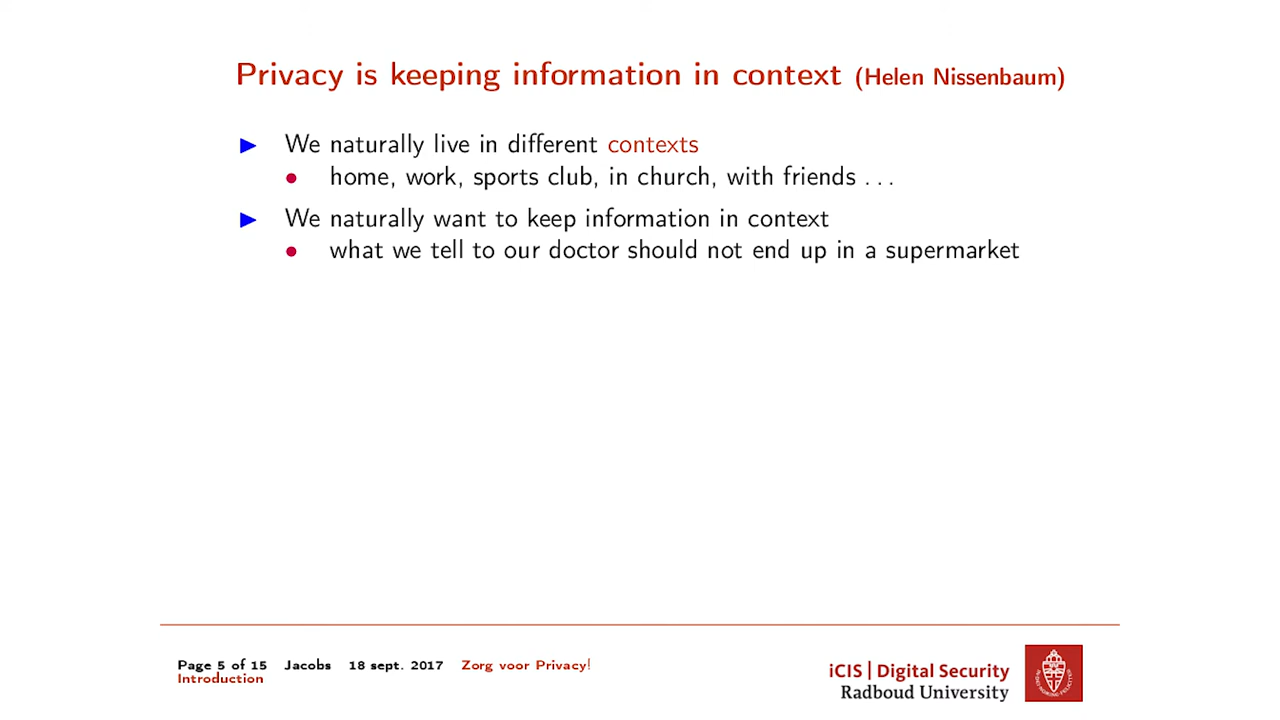 Privacy is keeping information in context (Helen Nissenbaum)
▶ We naturally live in different contexts
• home, work, sports club, in church, with friends . . .
▶ We naturally want to keep information in context
• what we tell to our doctor should not end up in a supermarket
Page 5 of 15 Jacobs 18 sept. 2017 Zorg voor Privacy!
Introduction
iCIS | Digital Security
Radboud University